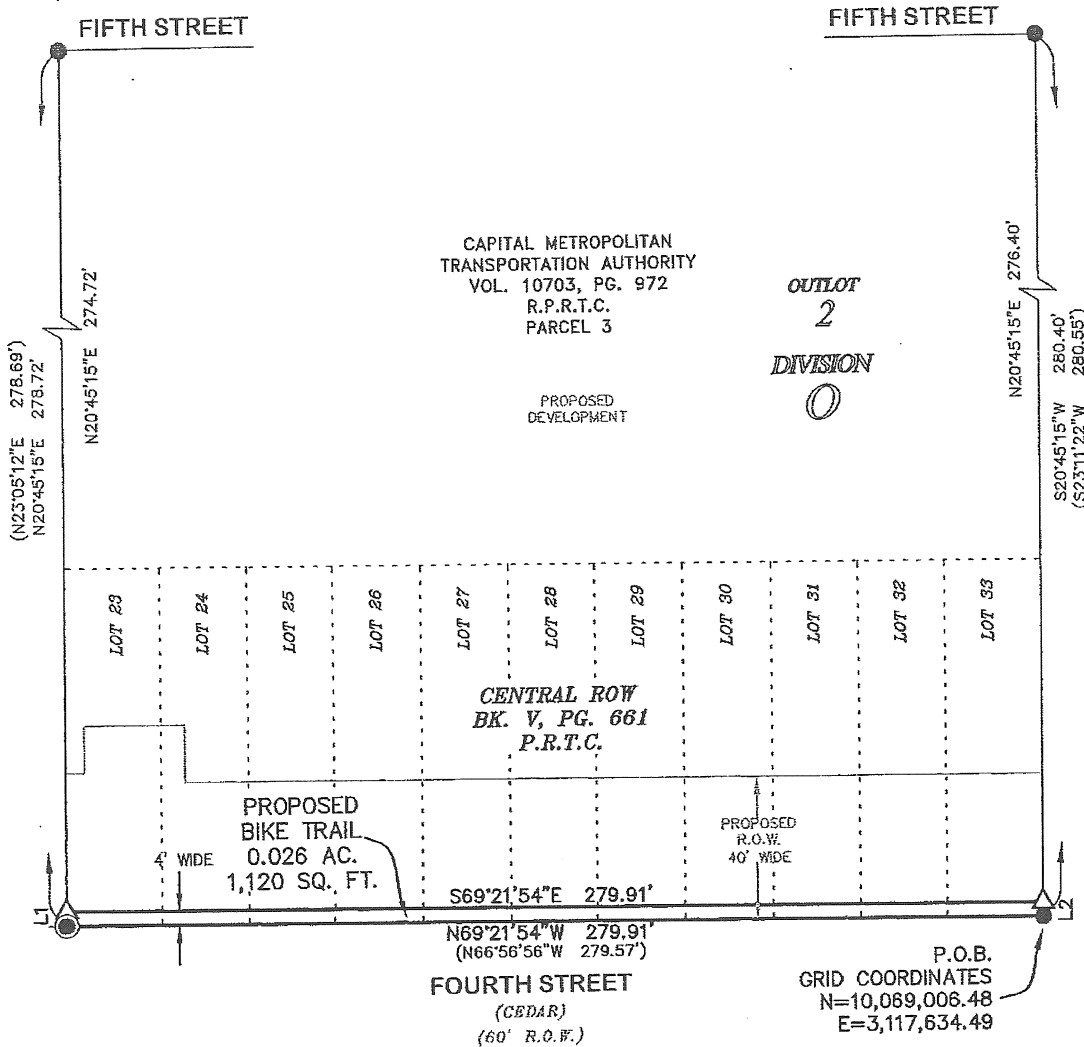 FIFTH STREET
FIFTH STREET
(N23°05'12"E 278.69')
N20°45'15"E 278.72'
N20°45'15"E 274.72'
CAPITAL METROPOLITAN
TRANSPORTATION AUTHORITY
VOL. 10703, PG. 972
R.P.R.T.C.
PARCEL 3
OUTLOT
2
DIVISION
O
PROPOSED
DEVELOPMENT
N20°45'15"E 276.40'
S20°45'15"W 280.40'
(S23°11'22"W 280.55')
LOT 23
LOT 24
LOT 25
LOT 26
LOT 27
LOT 28
LOT 29
LOT 30
LOT 31
LOT 32
LOT 33
CENTRAL ROW
BK. V, PG. 661
P.R.T.C.
PROPOSED
BIKE TRAIL
0.026 AC.
1,120 SQ. FT.
4' WIDE
PROPOSED
R.O.W.
40' WIDE
L1
S69°21'54"E 279.91'
L2
N69°21'54"W 279.91'
(N66°56'56"W 279.57')
FOURTH STREET
(CEDAR)
(60' R.O.W.)
P.O.B.
GRID COORDINATES
N=10,069,006.48
E=3,117,634.49